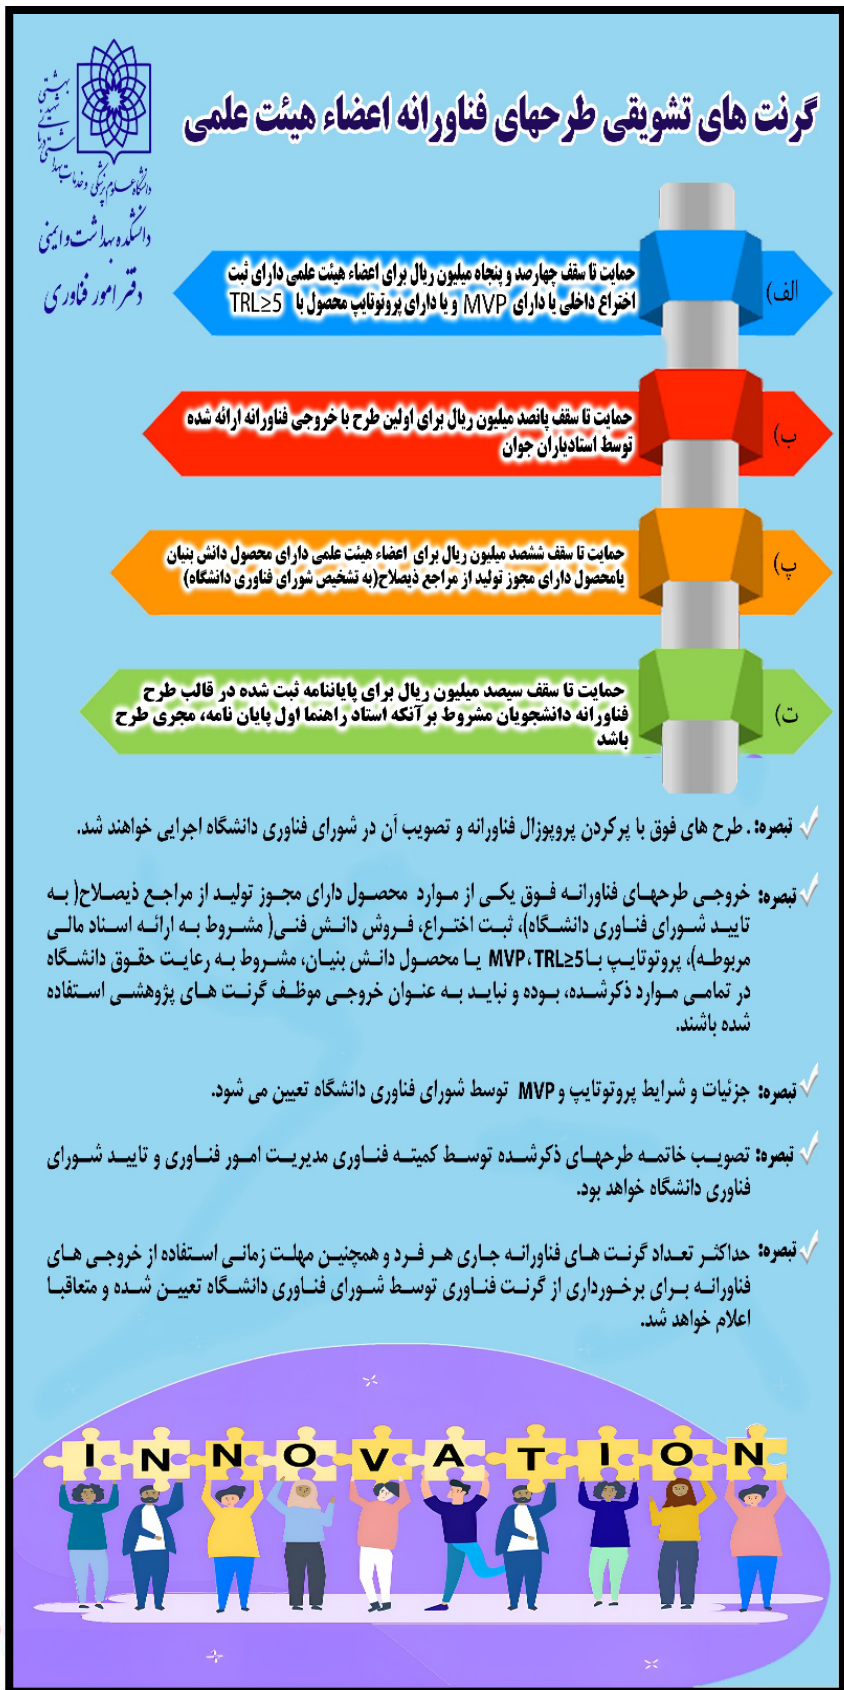 گرنت های تشویقی طرحهای فناورانه اعضاء هیئت علمی
دانشگاه علوم پزشکی و خدمات بهداشتی درمانی شهید بهشتی
دانشکده بهداشت و ایمنی
دفتر امور فناوری
الف)
حمایت تا سقف چهارصد و پنجاه میلیون ریال برای اعضاء هیئت علمی دارای ثبت
اختراع داخلی یا دارای MVP و یا دارای پروتوتایپ محصول با TRL≥5
ب)
حمایت تا سقف پانصد میلیون ریال برای اولین طرح با خروجی فناورانه ارائه شده
توسط استادیاران جوان
پ)
حمایت تا سقف ششصد میلیون ریال برای اعضاء هیئت علمی دارای محصول دانش بنیان
یامحصول دارای مجوز تولید از مراجع ذیصلاح(به تشخیص شورای فناوری دانشگاه)
ت)
حمایت تا سقف سیصد میلیون ریال برای پایاننامه ثبت شده در قالب طرح
فناورانه دانشجویان مشروط برآنکه استاد راهنما اول پایان نامه، مجری طرح
باشد
تبصره: . طرح های فوق با پرکردن پروپوزال فناورانه و تصویب آن در شورای فناوری دانشگاه اجرایی خواهند شد.
تبصره: خروجی طرحهای فناورانه فوق یکی از موارد محصول دارای مجوز تولید از مراجع ذیصلاح( به
تایید شورای فناوری دانشگاه)، ثبت اختراع، فروش دانش فنی( مشروط به ارائه اسناد مالی
مربوطه)، پروتوتایپ با TRL≥5،‏ MVP یا محصول دانش بنیان، مشروط به رعایت حقوق دانشگاه
در تمامی موارد ذکرشده، بوده و نباید به عنوان خروجی موظف گرنت های پژوهشی استفاده
شده باشند.
تبصره: جزئیات و شرایط پروتوتایپ و MVP توسط شورای فناوری دانشگاه تعیین می شود.
تبصره: تصویب خاتمه طرحهای ذکرشده توسط کمیته فناوری مدیریت امور فناوری و تایید شورای
فناوری دانشگاه خواهد بود.
تبصره: حداکثر تعداد گرنت های فناورانه جاری هر فرد و همچنین مهلت زمانی استفاده از خروجی های
فناورانه برای برخورداری از گرنت فناوری توسط شورای فناوری دانشگاه تعیین شده و متعاقبا
اعلام خواهد شد.
INNOVATION